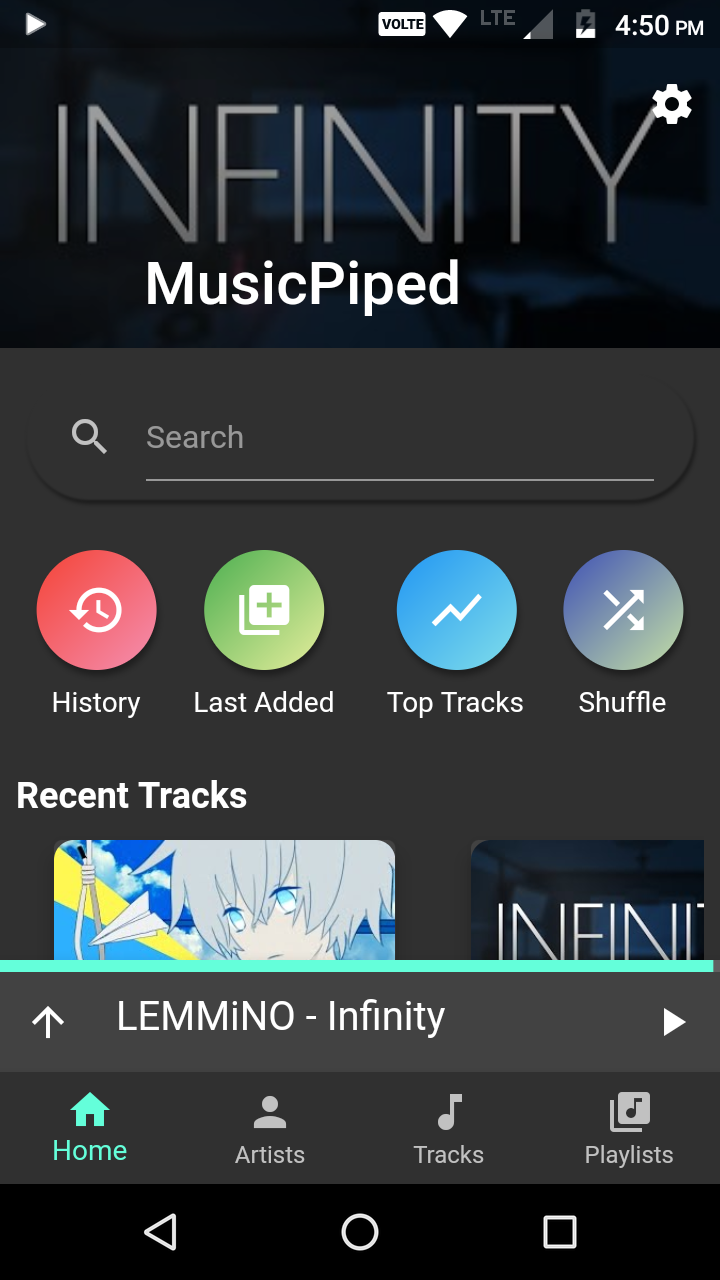 VOLTE LTE 4:50 PM
INFINITY
MusicPiped
Search
History Last Added Top Tracks Shuffle
Recent Tracks
INFINIT
LEMMiNO - Infinity
Home Artists Tracks Playlists